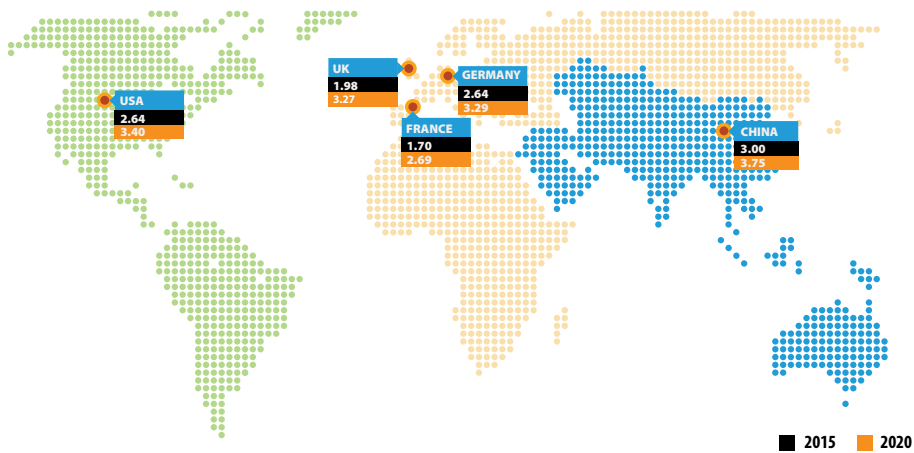 UK
1.98
3.27
GERMANY
2.64
3.29
USA
2.64
3.40
FRANCE
1.70
2.69
CHINA
3.00
3.75
2015
2020